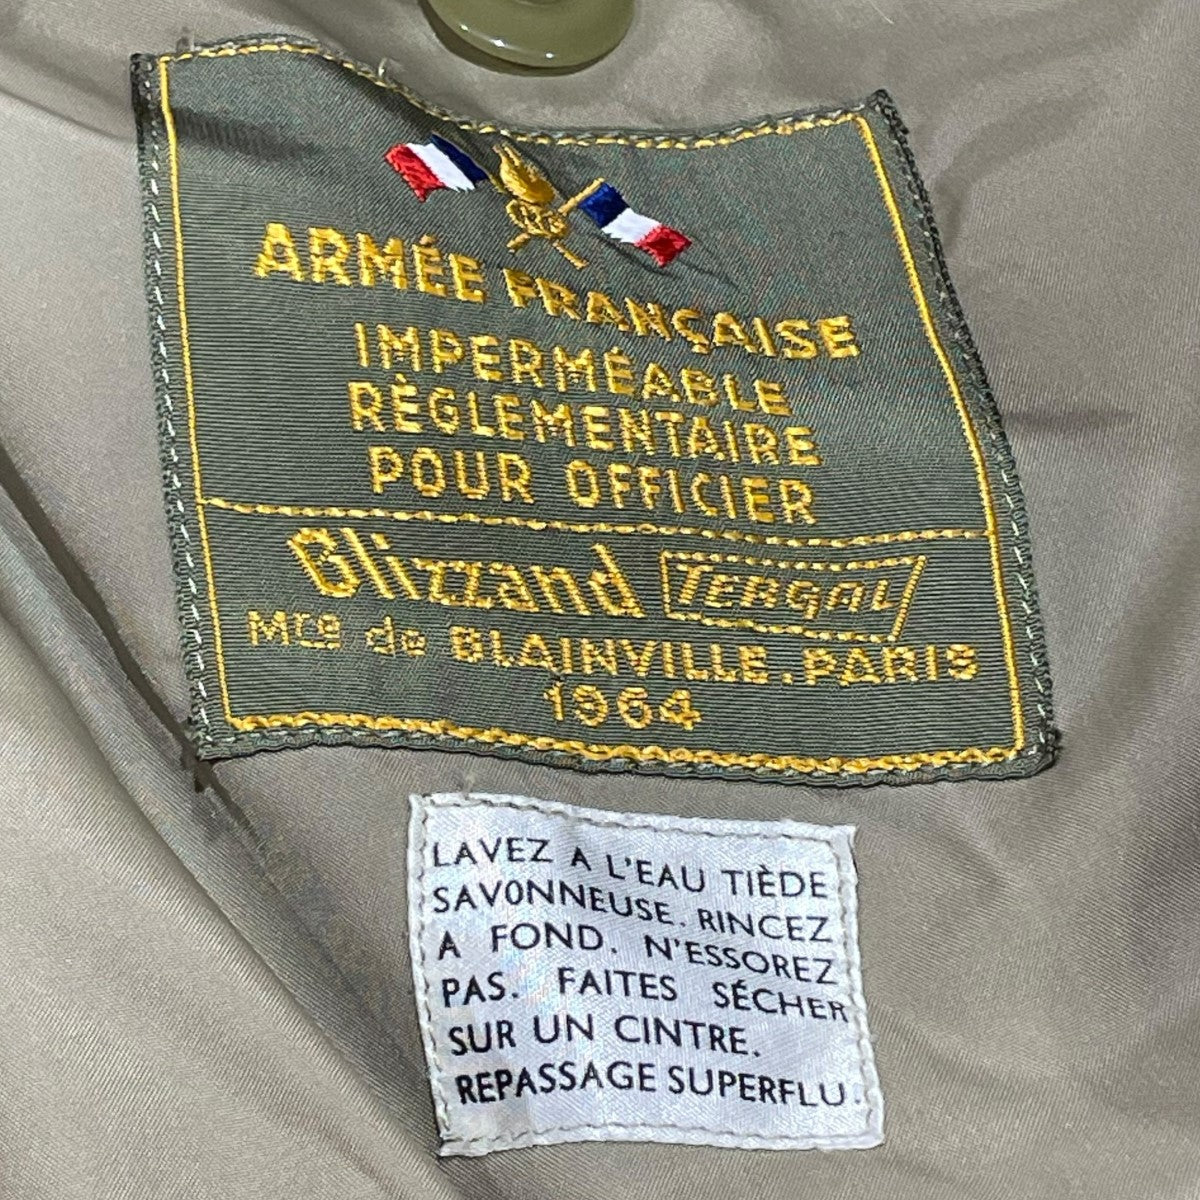 ARMÉE FRANÇAISE
IMPERMÉABLE
RÉGLEMENTAIRE
POUR OFFICIER
Blizzand TERGAL
Mce de BLAINVILLE. PARIS
1964
LAVEZ A L'EAU TIÈDE
SAVONNEUSE. RINCEZ
A FOND. N'ESSOREZ
PAS. FAITES SÉCHER
SUR UN CINTRE.
REPASSAGE SUPERFLU.